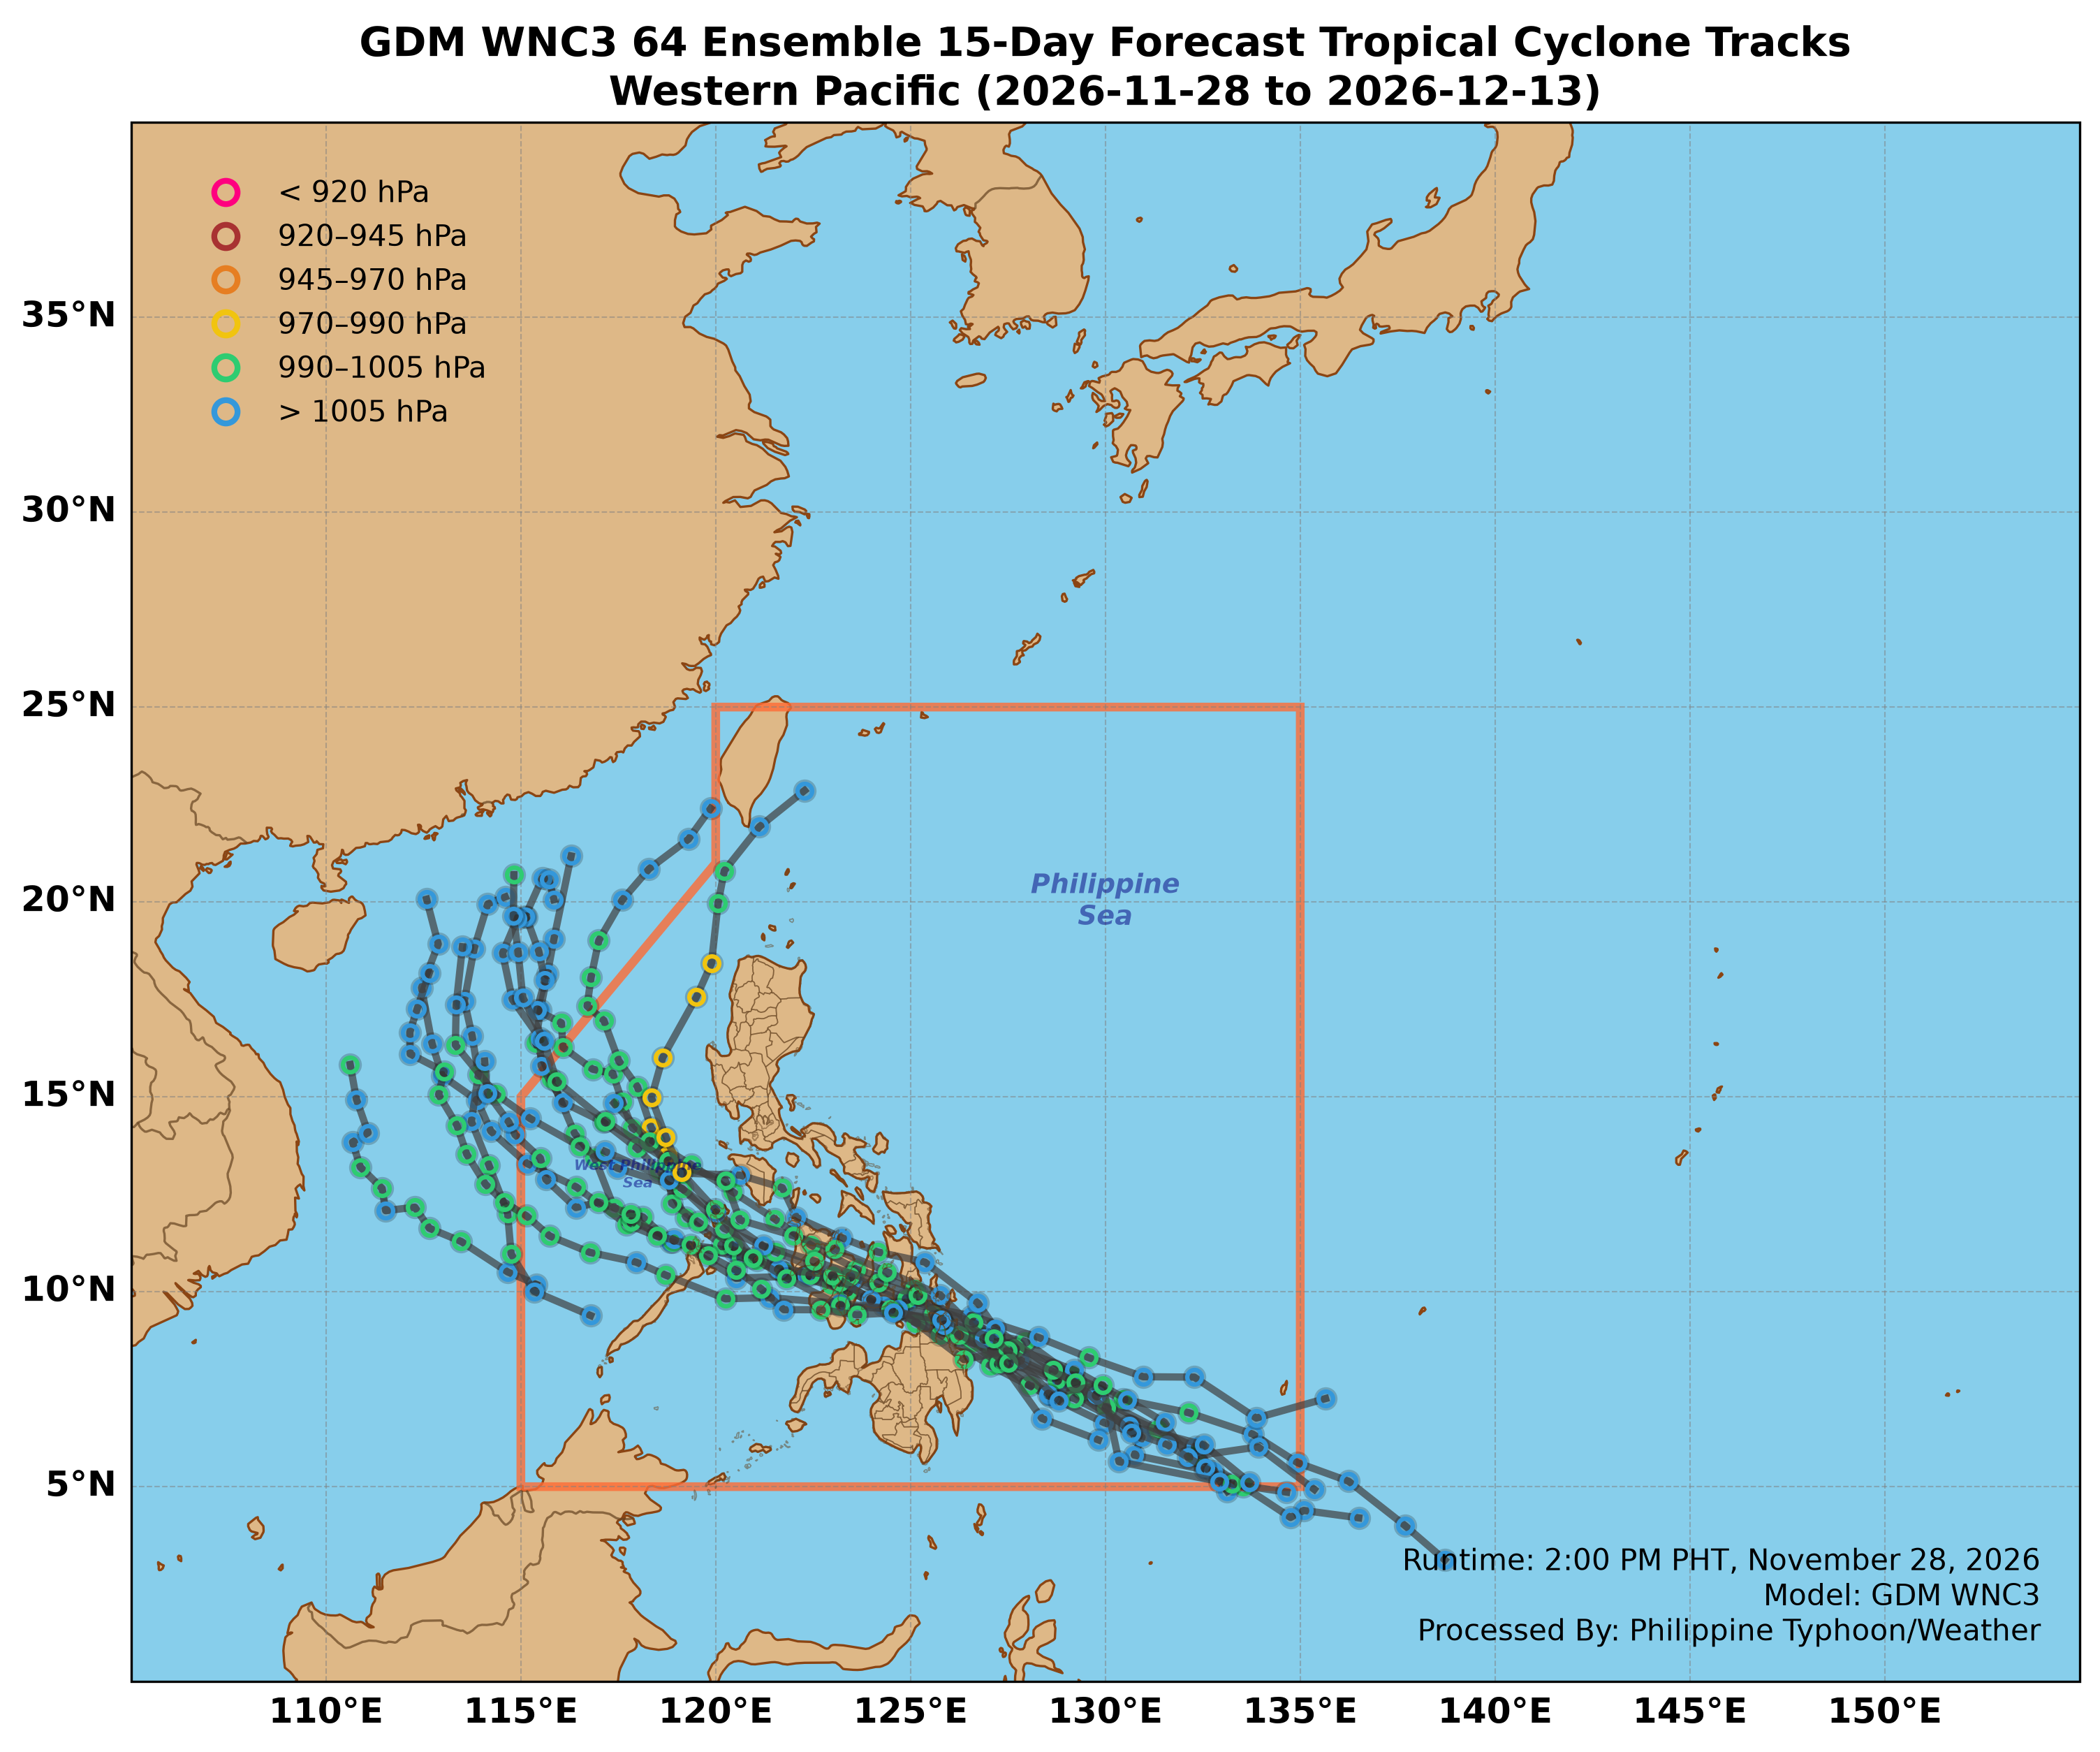 GDM WNC3 64 Ensemble 15-Day Forecast Tropical Cyclone Tracks
Western Pacific (2026-11-28 to 2026-12-13)
< 920 hPa
920–945 hPa
945–970 hPa
970–990 hPa
990–1005 hPa
> 1005 hPa
35°N
30°N
25°N
20°N
15°N
10°N
5°N
Philippine
Sea
West Philippine
Sea
Runtime: 2:00 PM PHT, November 28, 2026
Model: GDM WNC3
Processed By: Philippine Typhoon/Weather
110°E
115°E
120°E
125°E
130°E
135°E
140°E
145°E
150°E